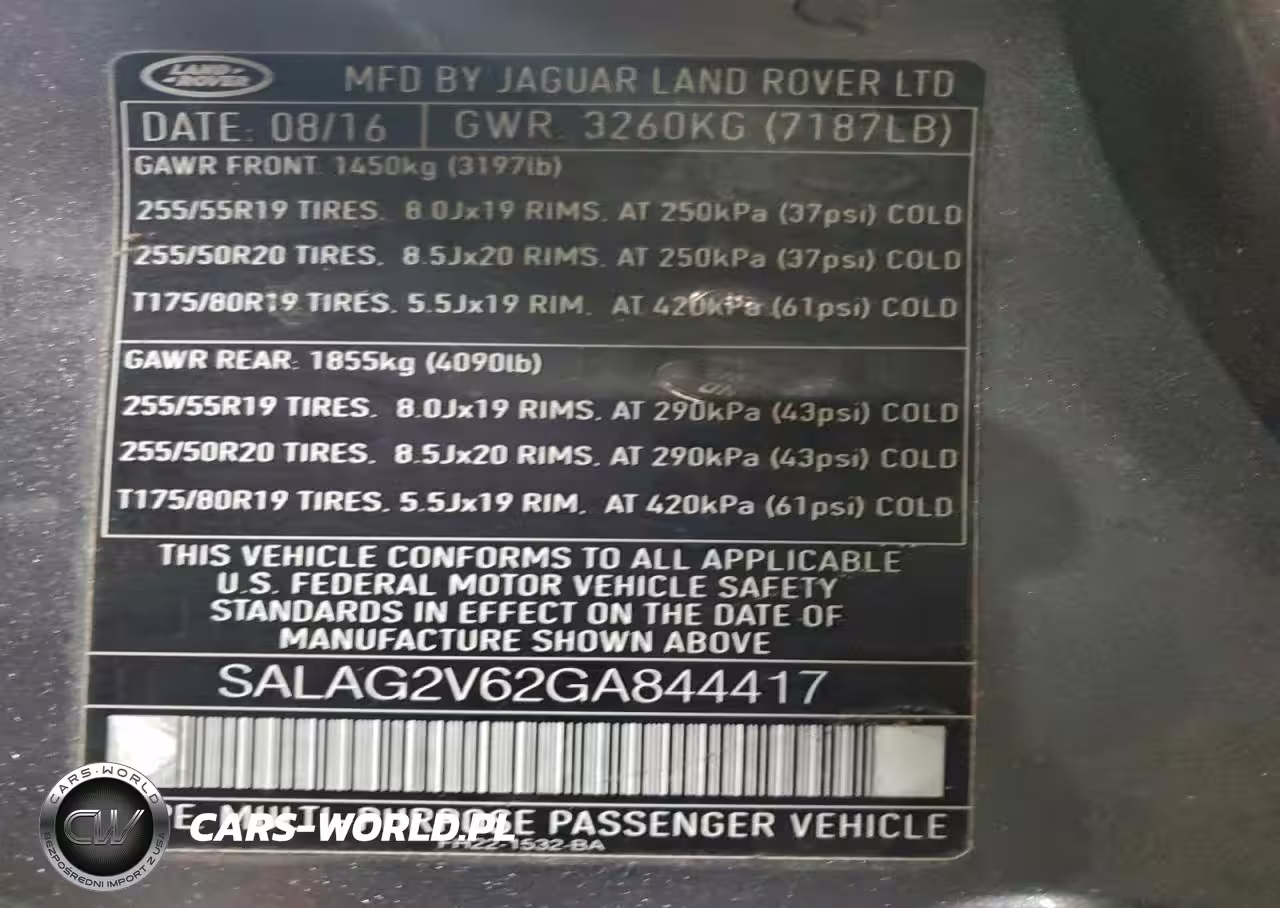 LAND-
-ROVER
MFD BY JAGUAR LAND ROVER LTD
DATE: 08/16 GWR: 3260KG (7187LB)
GAWR FRONT: 1450kg (3197lb)
255/55R19 TIRES, 8.0Jx19 RIMS, AT 250kPa (37psi) COLD
255/50R20 TIRES, 8.5Jx20 RIMS, AT 250kPa (37psi) COLD
T175/80R19 TIRES, 5.5Jx19 RIM, AT 420kPa (61psi) COLD
GAWR REAR: 1855kg (4090lb)
255/55R19 TIRES, 8.0Jx19 RIMS, AT 290kPa (43psi) COLD
255/50R20 TIRES, 8.5Jx20 RIMS, AT 290kPa (43psi) COLD
T175/80R19 TIRES, 5.5Jx19 RIM, AT 420kPa (61psi) COLD
THIS VEHICLE CONFORMS TO ALL APPLICABLE
U.S. FEDERAL MOTOR VEHICLE SAFETY
STANDARDS IN EFFECT ON THE DATE OF
MANUFACTURE SHOWN ABOVE
SALAG2V62GA844417
MULTI-PURPOSE PASSENGER VEHICLE
CARS-WORLD.PL
CARS-WORLD
CW
BEZPOŚREDNI IMPORT Z USA